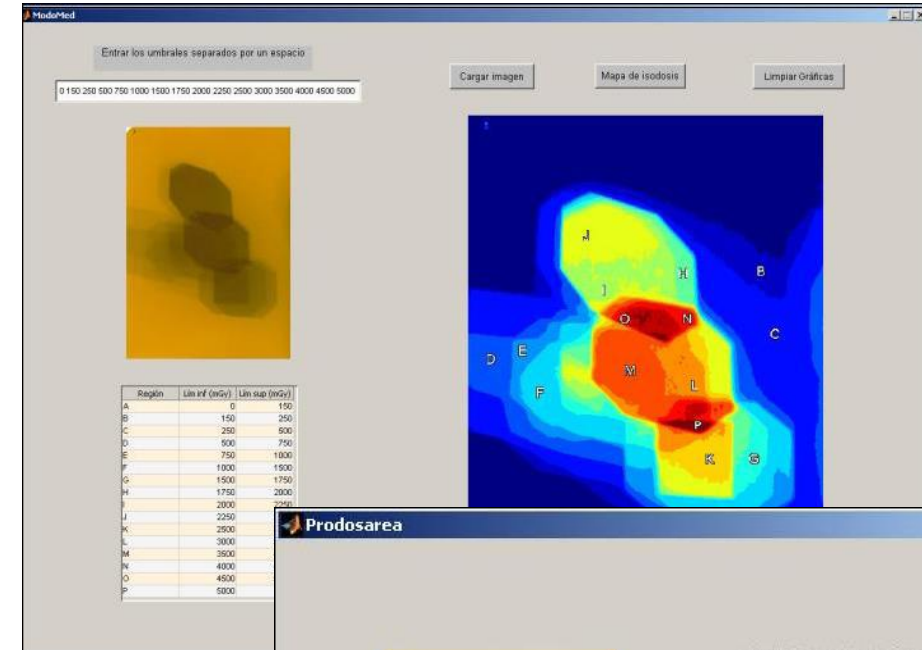 ModoMed
Entrar los umbrales separados por un espacio
0 150 250 500 750 1000 1500 1750 2000 2250 2500 3000 3500 4000 4500 5000
Cargar imagen
Mapa de isodosis
Limpiar Gráficas
J
H
B
I
O
N
C
D
E
M
L
F
P
K
G
Región Lím inf (mGy) Lím sup (mGy)
A 0 150
B 150 250
C 250 500
D 500 750
E 750 1000
F 1000 1500
G 1500 1750
H 1750 2000
I 2000 2250
J 2250
K 2500
L 3000
M 3500
N 4000
O 4500
P 5000
Prodosarea